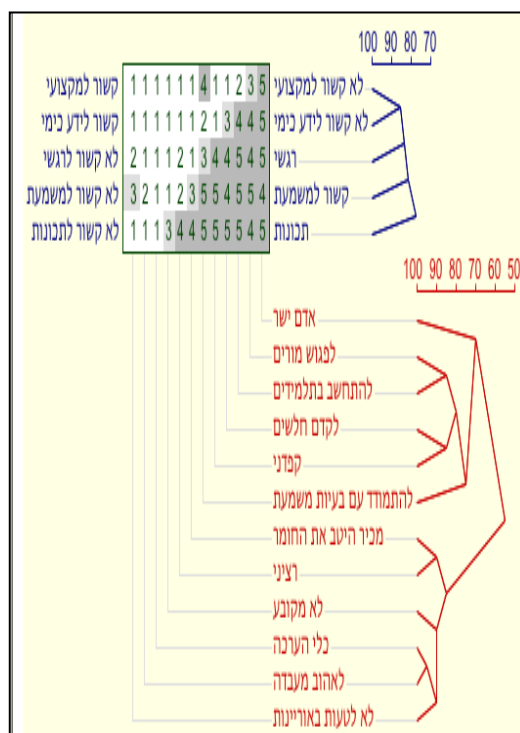 100 90 80 70
קשור למקצועי 1 1 1 1 1 1 4 1 1 2 3 5 לא קשור למקצועי
קשור לידע כימי 1 1 1 1 1 1 2 1 3 4 4 5 לא קשור לידע כימי
לא קשור לרגשי 2 1 1 1 2 1 3 4 4 5 4 5 רגשי
לא קשור למשמעת 3 2 1 1 2 3 5 5 4 5 5 4 קשור למשמעת
לא קשור לתכונות 1 1 1 3 4 4 5 5 5 5 4 5 תכונות
100 90 80 70 60 50
אדם ישר
לפגוש מורים
להתחשב בתלמידים
לקדם חלשים
קפדני
להתמודד עם בעיות משמעת
מכיר היטב את החומר
רציני
לא מקובע
כלי הערכה
לאהוב מעבדה
לא לטעות באוריינות